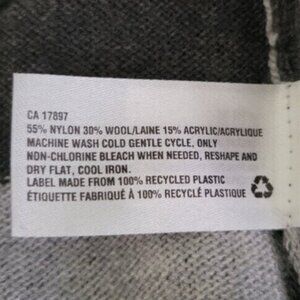 CA 17897
55% NYLON 30% WOOL/LAINE 15% ACRYLIC/ACRYLIQUE
MACHINE WASH COLD GENTLE CYCLE, ONLY
NON-CHLORINE BLEACH WHEN NEEDED, RESHAPE AND
DRY FLAT, COOL IRON.
LABEL MADE FROM 100% RECYCLED PLASTIC
ÉTIQUETTE FABRIQUÉ À 100% RECYCLÉ PLASTIQUE